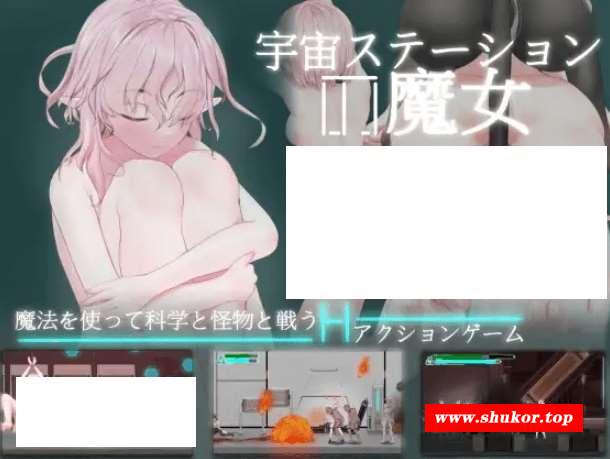 宇宙ステーション
魔女
魔法を使って科学と怪物と戦う
H
アクションゲーム
www.shukor.top